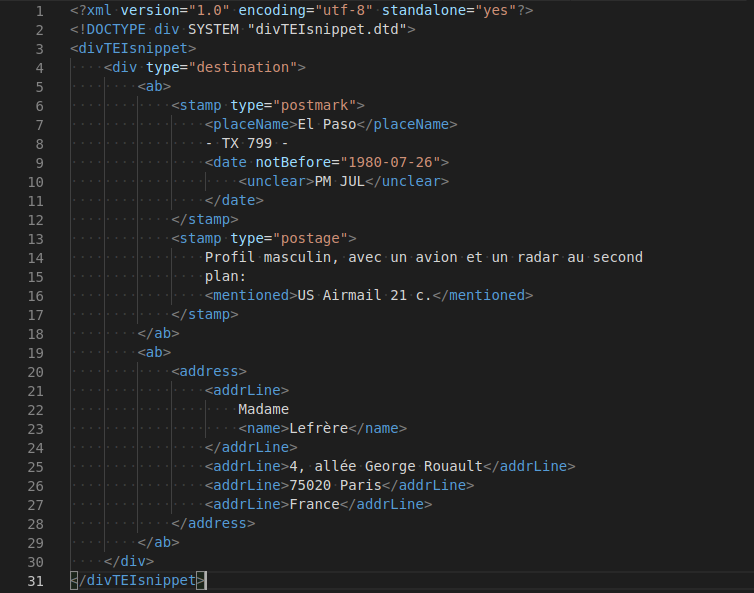 1 <?xml version="1.0" encoding="utf-8" standalone="yes"?>
2 <!DOCTYPE div SYSTEM "divTEIsnippet.dtd">
3 <divTEIsnippet>
4     <div type="destination">
5         <ab>
6             <stamp type="postmark">
7                 <placeName>El Paso</placeName>
8                 - TX 799 -
9                 <date notBefore="1980-07-26">
10                     <unclear>PM JUL</unclear>
11                 </date>
12             </stamp>
13             <stamp type="postage">
14                 Profil masculin, avec un avion et un radar au second
15                 plan:
16                 <mentioned>US Airmail 21 c.</mentioned>
17             </stamp>
18         </ab>
19         <ab>
20             <address>
21                 <addrLine>
22                     Madame
23                     <name>Lefrère</name>
24                 </addrLine>
25                 <addrLine>4, allée George Rouault</addrLine>
26                 <addrLine>75020 Paris</addrLine>
27                 <addrLine>France</addrLine>
28             </address>
29         </ab>
30     </div>
31 </divTEIsnippet>